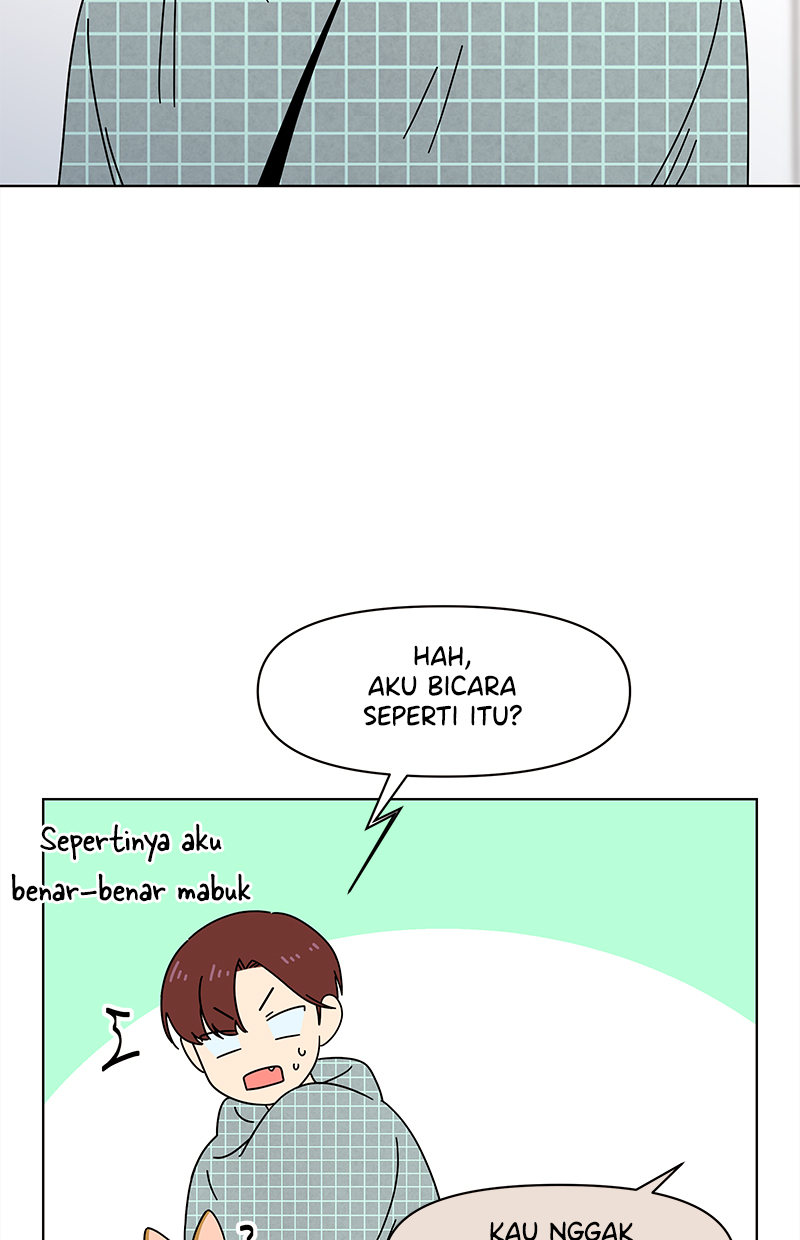 HAH,
AKU BICARA
SEPERTI ITU?
Sepertinya aku
benar-benar mabuk
?
KAU NGGAK